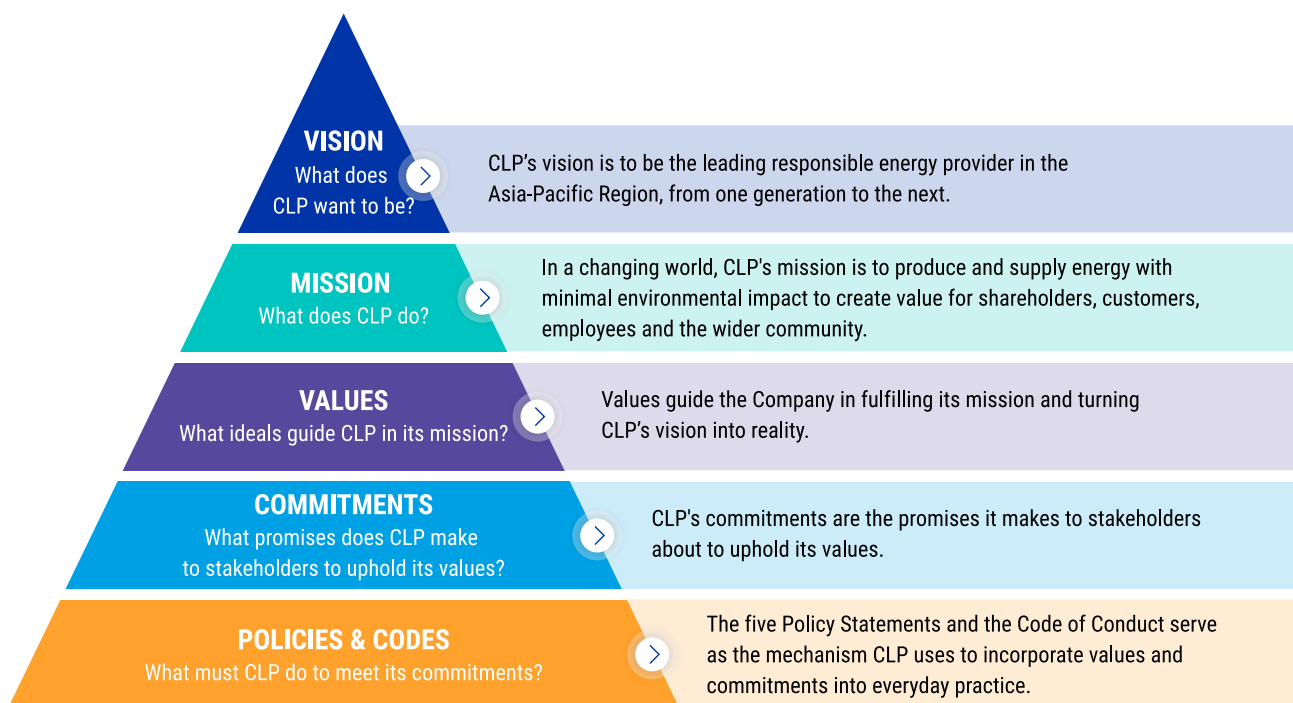 VISION
What does
CLP want to be?
CLP’s vision is to be the leading responsible energy provider in the
Asia-Pacific Region, from one generation to the next.
MISSION
What does CLP do?
In a changing world, CLP's mission is to produce and supply energy with
minimal environmental impact to create value for shareholders, customers,
employees and the wider community.
VALUES
What ideals guide CLP in its mission?
Values guide the Company in fulfilling its mission and turning
CLP’s vision into reality.
COMMITMENTS
What promises does CLP make
to stakeholders to uphold its values?
CLP's commitments are the promises it makes to stakeholders
about to uphold its values.
POLICIES & CODES
What must CLP do to meet its commitments?
The five Policy Statements and the Code of Conduct serve
as the mechanism CLP uses to incorporate values and
commitments into everyday practice.